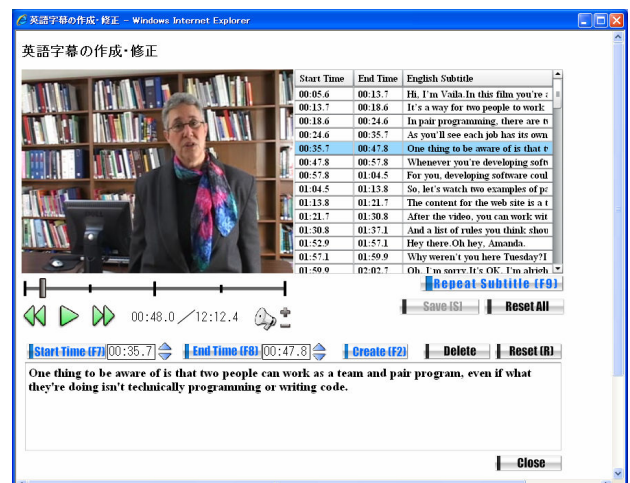 英語字幕の作成・修正 - Windows Internet Explorer
英語字幕の作成・修正
Start Time End Time English Subtitle
00:05.6 00:13.7 Hi, I'm Vaila.In this film you're
00:13.7 00:18.6 It's a way for two people to work
00:18.6 00:24.6 In pair programming, there are
00:24.6 00:35.7 As you'll see each job has its own
00:35.7 00:47.8 One thing to be aware of is that
00:47.8 00:57.8 Whenever you're developing
00:57.8 01:04.5 For you, developing software
01:04.5 01:13.8 So, let's watch two examples of
01:13.8 01:21.7 The content for the web site is a
01:21.7 01:30.8 After the video, you can work
01:30.8 01:37.1 And a list of rules you think
01:52.9 01:57.1 Hey there.Oh hey, Amanda.
01:57.1 01:59.9 Why weren't you here Tuesday?I
01:59.9 02:02.7 Oh, I'm sorry.It's OK, I'm
Repeat Subtitle (F9)
00:48.0/12:12.4
Save (S) Reset All
Start Time (F7) 00:35.7 End Time (F8) 00:47.8 Create (F2) Delete Reset (R)
One thing to be aware of is that two people can work as a team and pair program, even if what
they're doing isn't technically programming or writing code.
Close